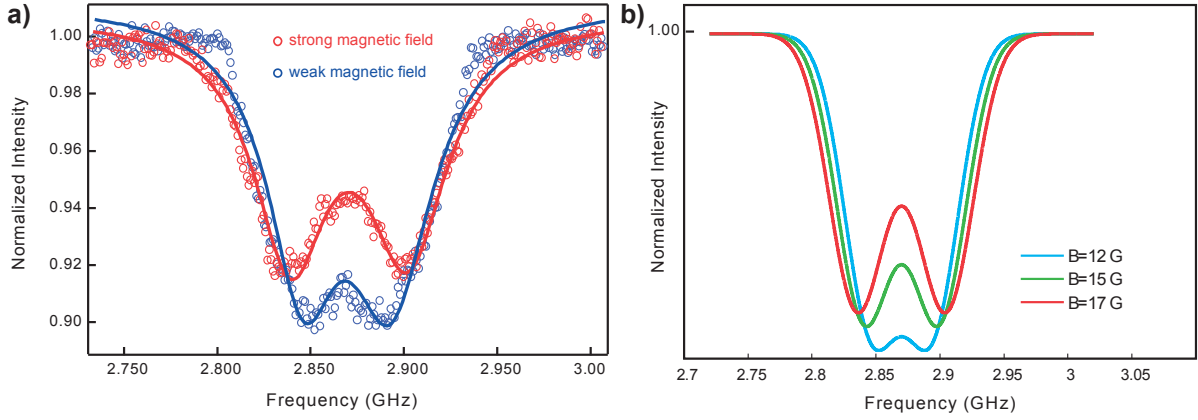 a)
1.00
0.98
0.96
0.94
0.92
0.90
Normalized Intensity
strong magnetic field
weak magnetic field
2.750
2.800
2.850
2.900
2.950
3.00
Frequency (GHz)
b)
1.00
Normalized Intensity
B=12 G
B=15 G
B=17 G
2.7
2.75
2.8
2.85
2.9
2.95
3
3.05
Frequency (GHz)